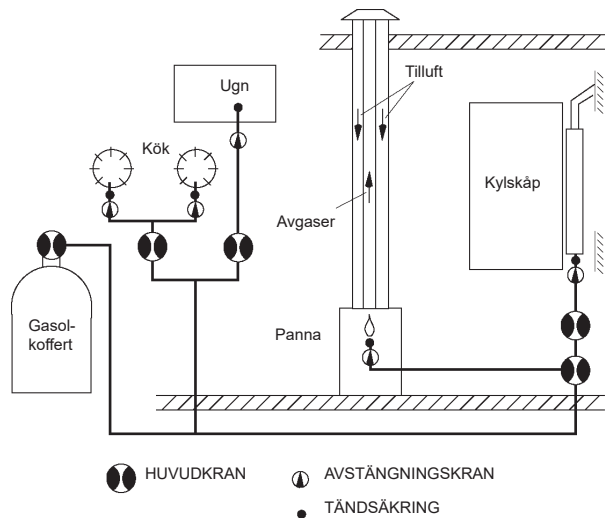 Tilluft
Ugn
Kök
Kylskåp
Avgaser
Gasol-
koffert
Panna
HUVUDKRAN
AVSTÄNGNINGSKRAN
TÄNDSÄKRING